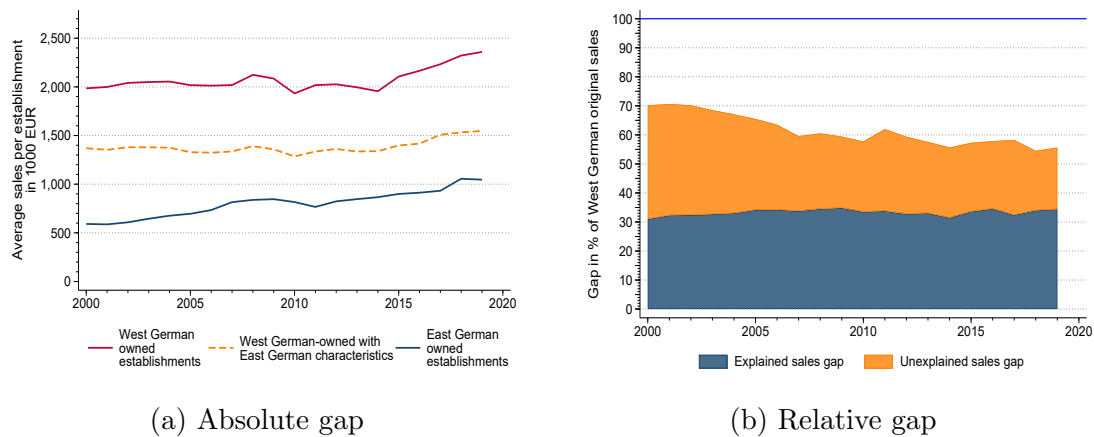 Average sales per establishment
in 1000 EUR
2,500
2,000
1,500
1,000
500
0
2000
2005
2010
2015
2020
West German
owned
establishments
West German-owned with
East German characteristics
East German
owned
establishments
(a) Absolute gap
Gap in % of West German original sales
100
90
80
70
60
50
40
30
20
10
0
2000
2005
2010
2015
2020
Explained sales gap
Unexplained sales gap
(b) Relative gap